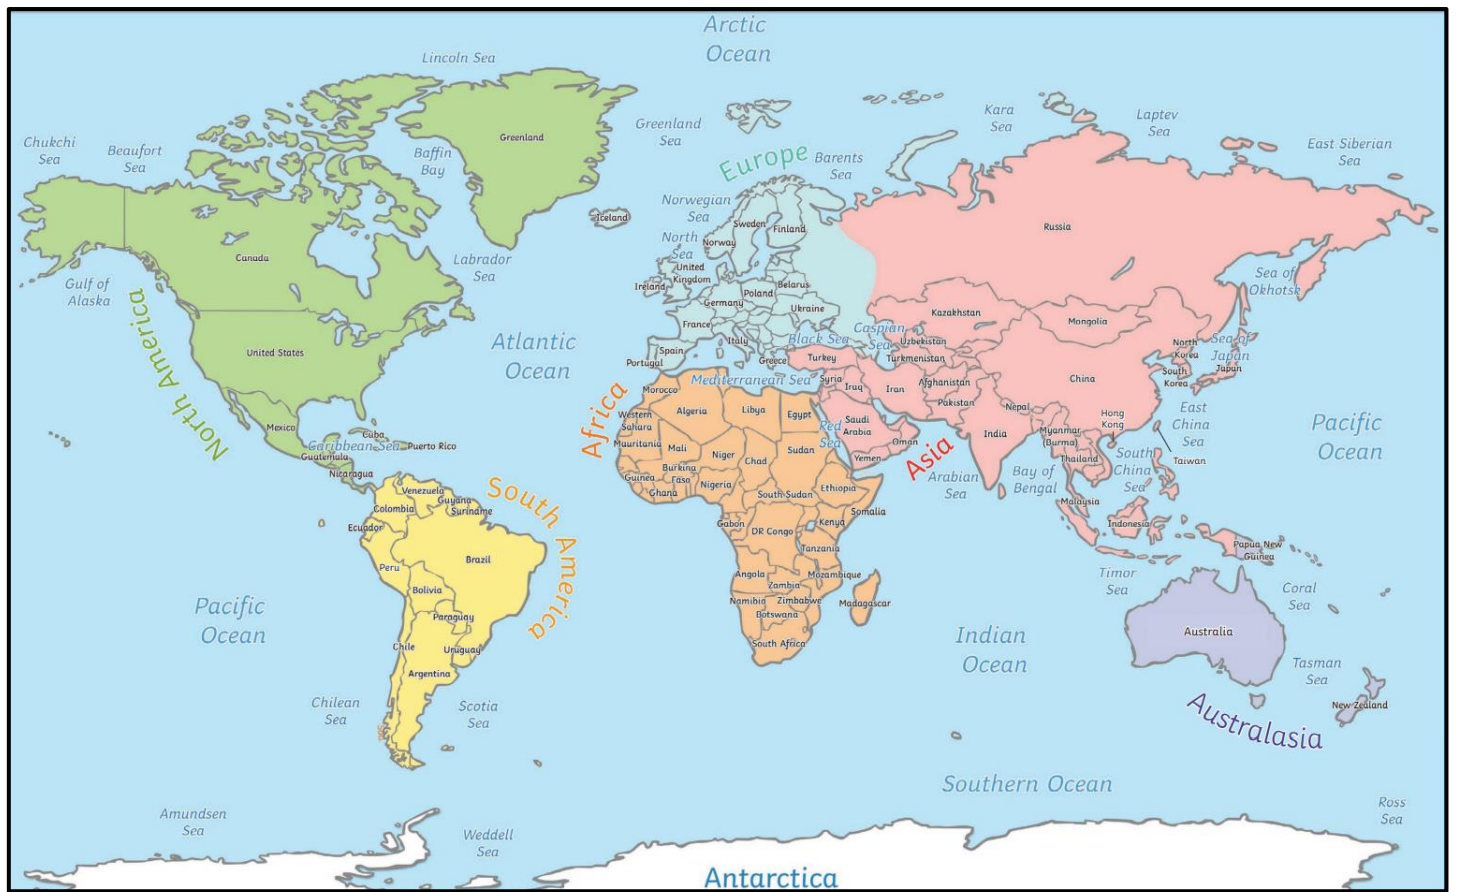 Arctic
Ocean
Lincoln Sea
Chukchi
Sea
Beaufort
Sea
Baffin
Bay
Greenland
Greenland
Sea
Kara
Sea
Laptev
Sea
East Siberian
Sea
Europe
Barents
Sea
Norwegian
Sea
Iceland
Sweden
Finland
Norway
Russia
North
Sea
Canada
Labrador
Sea
Gulf of
Alaska
United
Kingdom
Ireland
Belarus
Poland
Germany
Ukraine
Sea of
Okhotsk
North America
Atlantic
Ocean
France
Italy
Black Sea
Caspian
Sea
Kazakhstan
Mongolia
Uzbekistan
Turkmenistan
North
Korea
Sea of
Japan
Japan
South
Korea
United States
Spain
Portugal
Greece
Turkey
Mediterranean Sea
Syria
Iraq
Iran
Afghanistan
Pakistan
China
Africa
Morocco
Algeria
Libya
Egypt
Western
Sahara
Red
Sea
Saudi
Arabia
Oman
Yemen
Nepal
India
Myanmar
(Burma)
Thailand
Hong
Kong
East
China
Sea
Taiwan
Pacific
Ocean
Mexico
Cuba
Caribbean Sea
Puerto Rico
Guatemala
Nicaragua
Mauritania
Mali
Niger
Chad
Sudan
Burkina
Faso
Guinea
Ghana
Nigeria
South Sudan
Ethiopia
Somalia
Asia
Arabian
Sea
Bay of
Bengal
South
China
Sea
Malaysia
Indonesia
Papua New
Guinea
South America
Venezuela
Guyana
Suriname
Colombia
Ecuador
Peru
Brazil
Bolivia
Paraguay
Chile
Uruguay
Argentina
Gabon
DR Congo
Kenya
Tanzania
Angola
Zambia
Mozambique
Namibia
Zimbabwe
Botswana
Madagascar
South Africa
Timor
Sea
Coral
Sea
Pacific
Ocean
Indian
Ocean
Australia
Tasman
Sea
New Zealand
Australasia
Chilean
Sea
Scotia
Sea
Southern Ocean
Amundsen
Sea
Weddell
Sea
Ross
Sea
Antarctica